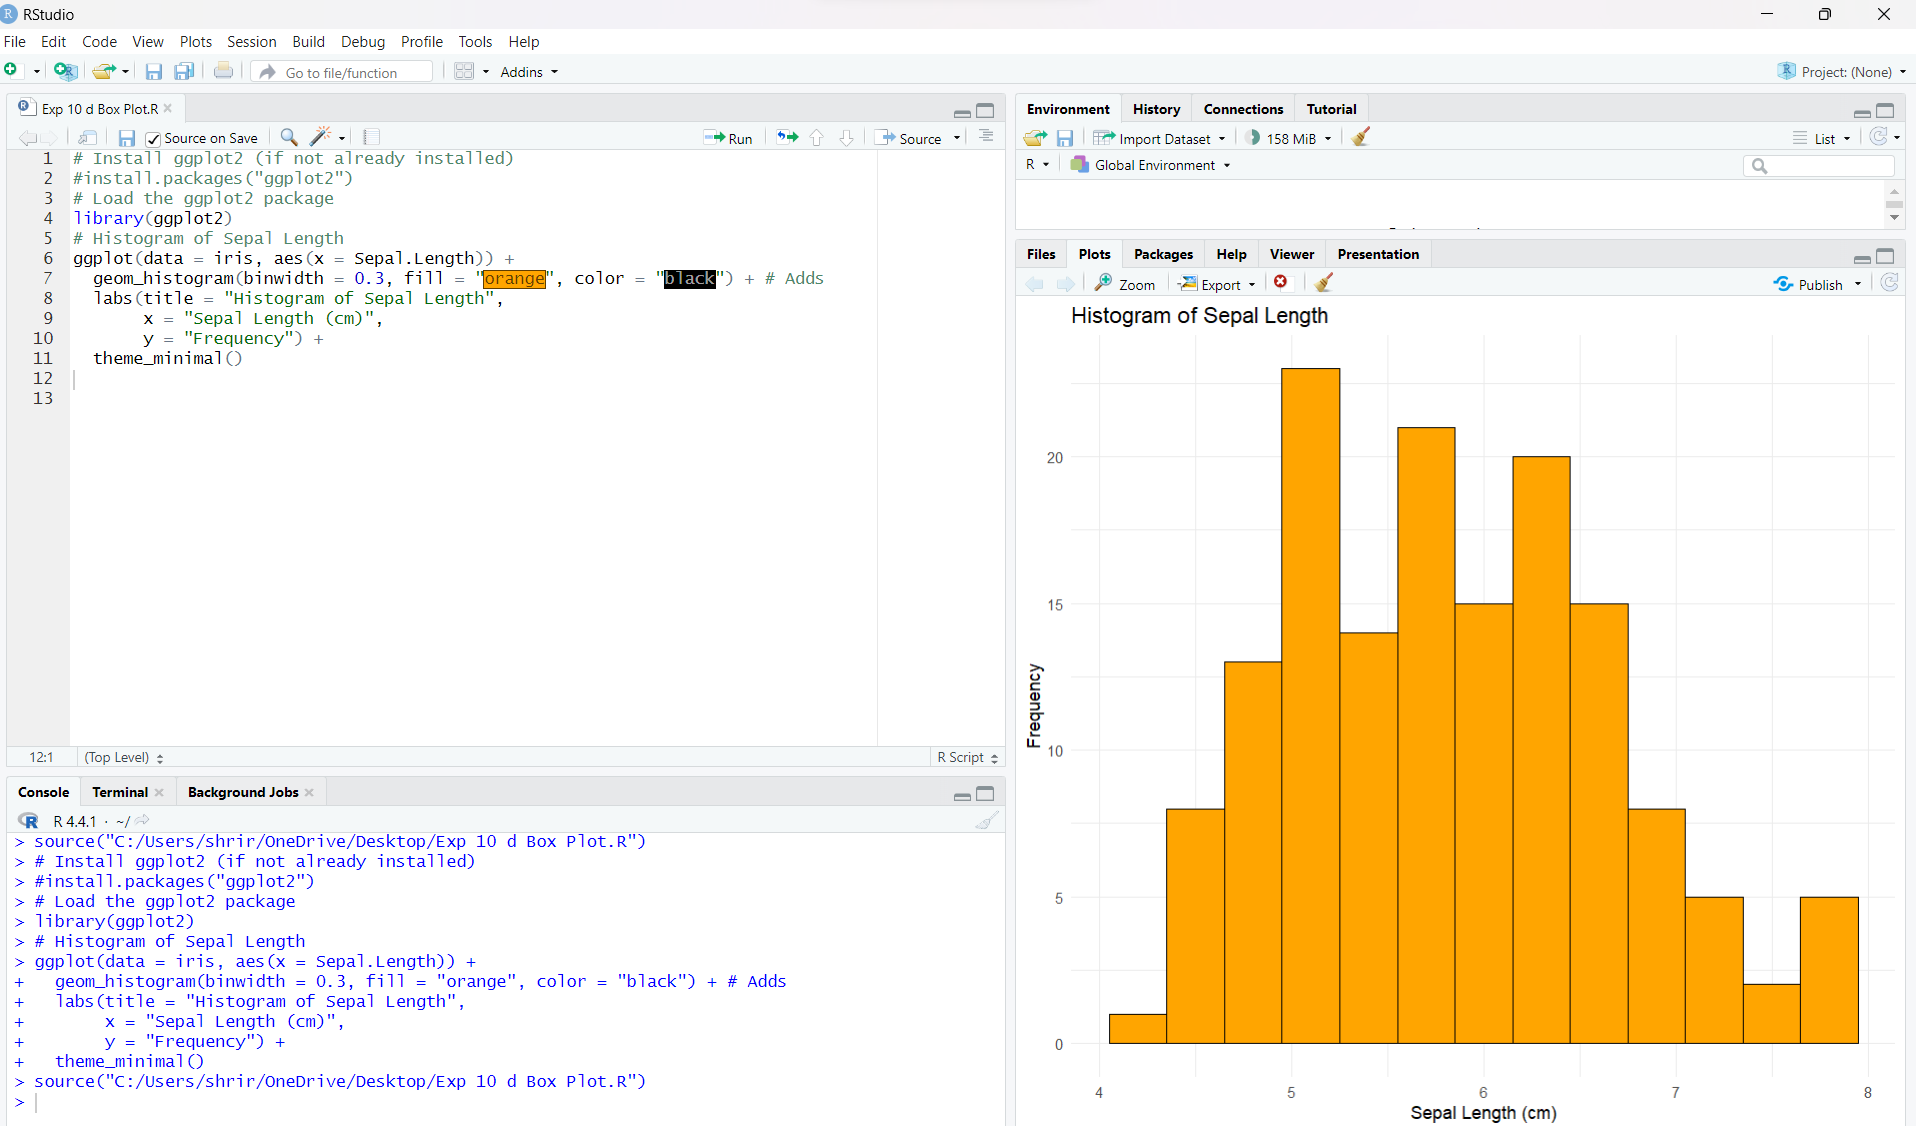 RStudio
File Edit Code View Plots Session Build Debug Profile Tools Help
Go to file/function Addins Project: (None)
Exp 10 d Box Plot.R
Source on Save Run Source
1 # Install ggplot2 (if not already installed)
2 #install.packages("ggplot2")
3 # Load the ggplot2 package
4 library(ggplot2)
5 # Histogram of Sepal Length
6 ggplot(data = iris, aes(x = Sepal.Length)) +
7   geom_histogram(binwidth = 0.3, fill = "orange", color = "black") + # Adds
8   labs(title = "Histogram of Sepal Length",
9        x = "Sepal Length (cm)",
10        y = "Frequency") +
11   theme_minimal()
12
13
12:1 (Top Level) R Script
Console Terminal Background Jobs
R 4.4.1 · ~/
> source("C:/Users/shrir/OneDrive/Desktop/Exp 10 d Box Plot.R")
> # Install ggplot2 (if not already installed)
> #install.packages("ggplot2")
> # Load the ggplot2 package
> library(ggplot2)
> # Histogram of Sepal Length
> ggplot(data = iris, aes(x = Sepal.Length)) +
+   geom_histogram(binwidth = 0.3, fill = "orange", color = "black") + # Adds
+   labs(title = "Histogram of Sepal Length",
+        x = "Sepal Length (cm)",
+        y = "Frequency") +
+   theme_minimal()
> source("C:/Users/shrir/OneDrive/Desktop/Exp 10 d Box Plot.R")
>
Environment History Connections Tutorial
Import Dataset 158 MiB List
R Global Environment
Files Plots Packages Help Viewer Presentation
Zoom Export Publish
Histogram of Sepal Length
Frequency
20
15
10
5
0
4 5 6 7 8
Sepal Length (cm)